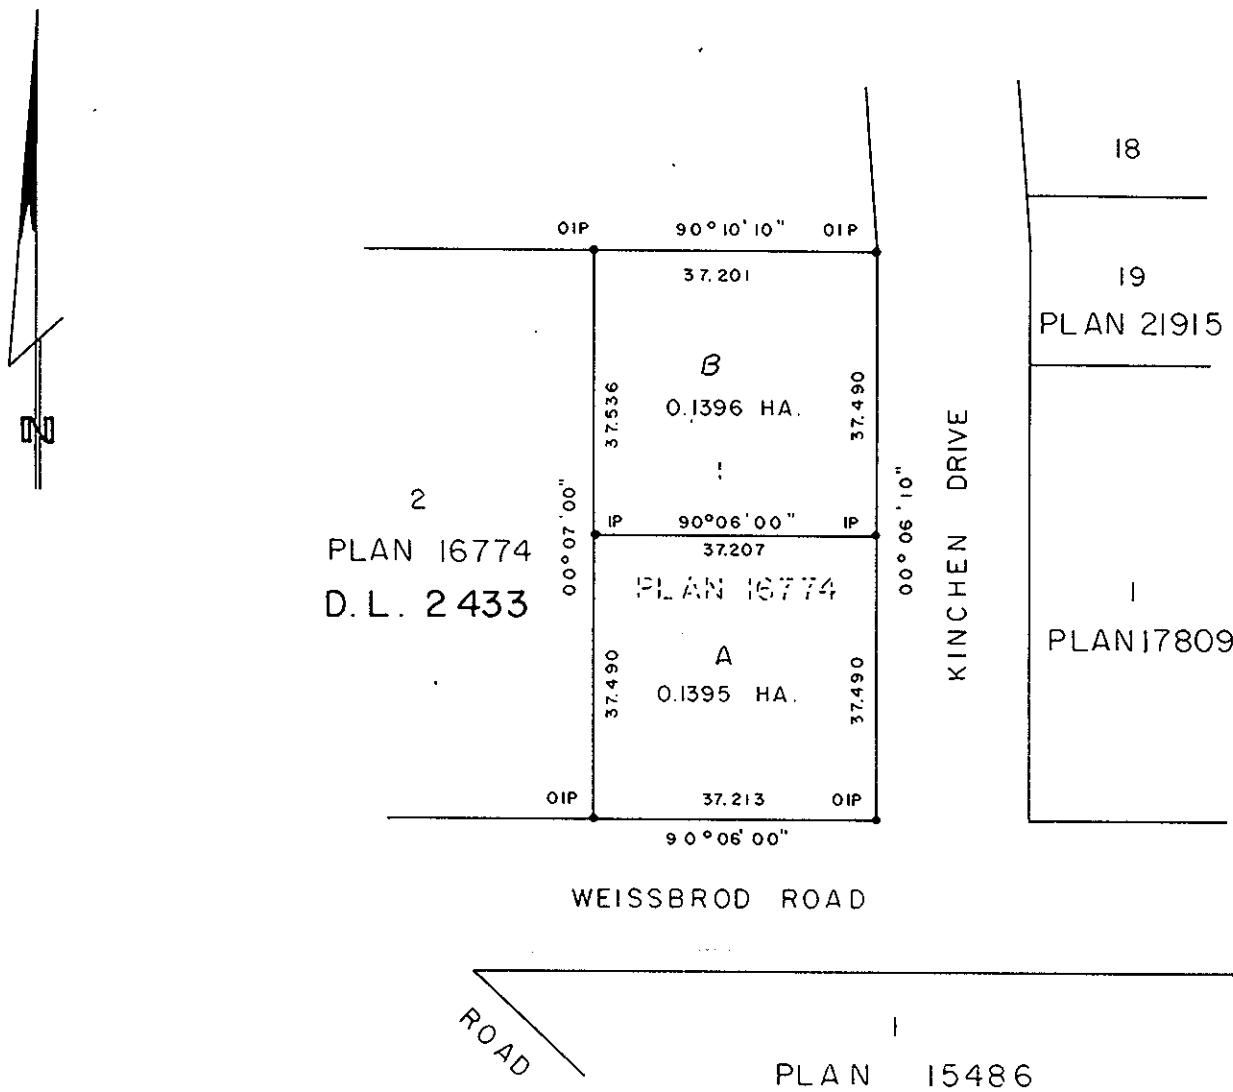 N
18
OIP 90°10'10" OIP
37.201
19
PLAN 21915
B
0.1396 HA.
37.536
37.490
1
2
PLAN 16774
D.L. 2433
00°07'00"
IP 90°06'00" IP
37.207
PLAN 16774
00°06'10"
KINCHEN DRIVE
1
PLAN 17809
A
0.1395 HA.
37.490
37.490
OIP 37.213 OIP
90°06'00"
WEISSBROD ROAD
ROAD
1
PLAN 15486